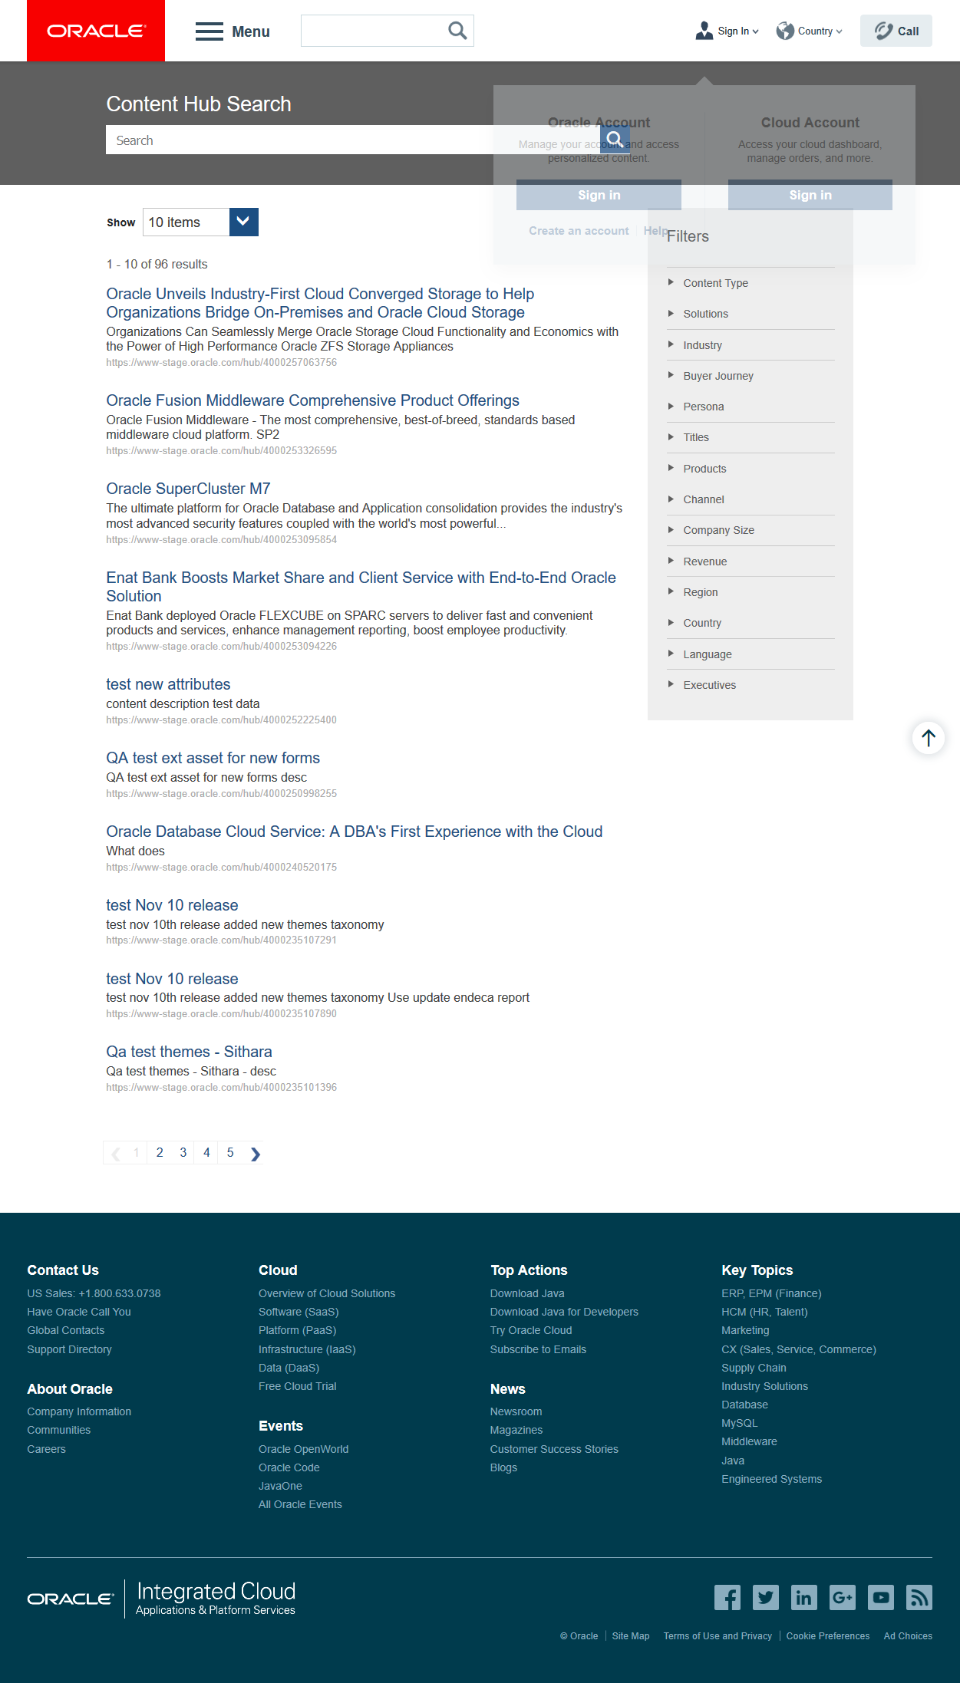 ORACLE
Menu
Sign In
Country
Call
Content Hub Search
Search
Oracle Account
Manage your account and access
personalized content.
Sign in
Create an account
Help
Cloud Account
Access your cloud dashboard,
manage orders, and more.
Sign in
Show
10 items
1 - 10 of 96 results
Oracle Unveils Industry-First Cloud Converged Storage to Help
Organizations Bridge On-Premises and Oracle Cloud Storage
Organizations Can Seamlessly Merge Oracle Storage Cloud Functionality and Economics with
the Power of High Performance Oracle ZFS Storage Appliances
https://www-stage.oracle.com/hub/4000257063756
Oracle Fusion Middleware Comprehensive Product Offerings
Oracle Fusion Middleware - The most comprehensive, best-of-breed, standards based
middleware cloud platform. SP2
https://www-stage.oracle.com/hub/4000253326595
Oracle SuperCluster M7
The ultimate platform for Oracle Database and Application consolidation provides the industry's
most advanced security features coupled with the world's most powerful...
https://www-stage.oracle.com/hub/4000253095854
Enat Bank Boosts Market Share and Client Service with End-to-End Oracle
Solution
Enat Bank deployed Oracle FLEXCUBE on SPARC servers to deliver fast and convenient
products and services, enhance management reporting, boost employee productivity.
https://www-stage.oracle.com/hub/4000253094226
test new attributes
content description test data
https://www-stage.oracle.com/hub/4000252225400
QA test ext asset for new forms
QA test ext asset for new forms desc
https://www-stage.oracle.com/hub/4000250998255
Oracle Database Cloud Service: A DBA's First Experience with the Cloud
What does
https://www-stage.oracle.com/hub/4000240520175
test Nov 10 release
test nov 10th release added new themes taxonomy
https://www-stage.oracle.com/hub/4000235107291
test Nov 10 release
test nov 10th release added new themes taxonomy Use update endeca report
https://www-stage.oracle.com/hub/4000235107890
Qa test themes - Sithara
Qa test themes - Sithara - desc
https://www-stage.oracle.com/hub/4000235101396
1 2 3 4 5
Filters
Content Type
Solutions
Industry
Buyer Journey
Persona
Titles
Products
Channel
Company Size
Revenue
Region
Country
Language
Executives
Contact Us
US Sales: +1.800.633.0738
Have Oracle Call You
Global Contacts
Support Directory
About Oracle
Company Information
Communities
Careers
Cloud
Overview of Cloud Solutions
Software (SaaS)
Platform (PaaS)
Infrastructure (IaaS)
Data (DaaS)
Free Cloud Trial
Events
Oracle OpenWorld
Oracle Code
JavaOne
All Oracle Events
Top Actions
Download Java
Download Java for Developers
Try Oracle Cloud
Subscribe to Emails
News
Newsroom
Magazines
Customer Success Stories
Blogs
Key Topics
ERP, EPM (Finance)
HCM (HR, Talent)
Marketing
CX (Sales, Service, Commerce)
Supply Chain
Industry Solutions
Database
MySQL
Middleware
Java
Engineered Systems
ORACLE
Integrated Cloud
Applications & Platform Services
© Oracle
Site Map
Terms of Use and Privacy
Cookie Preferences
Ad Choices